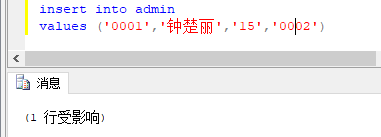 insert into admin
values ('0001','钟楚丽','15','0002')
消息
(1 行受影响)